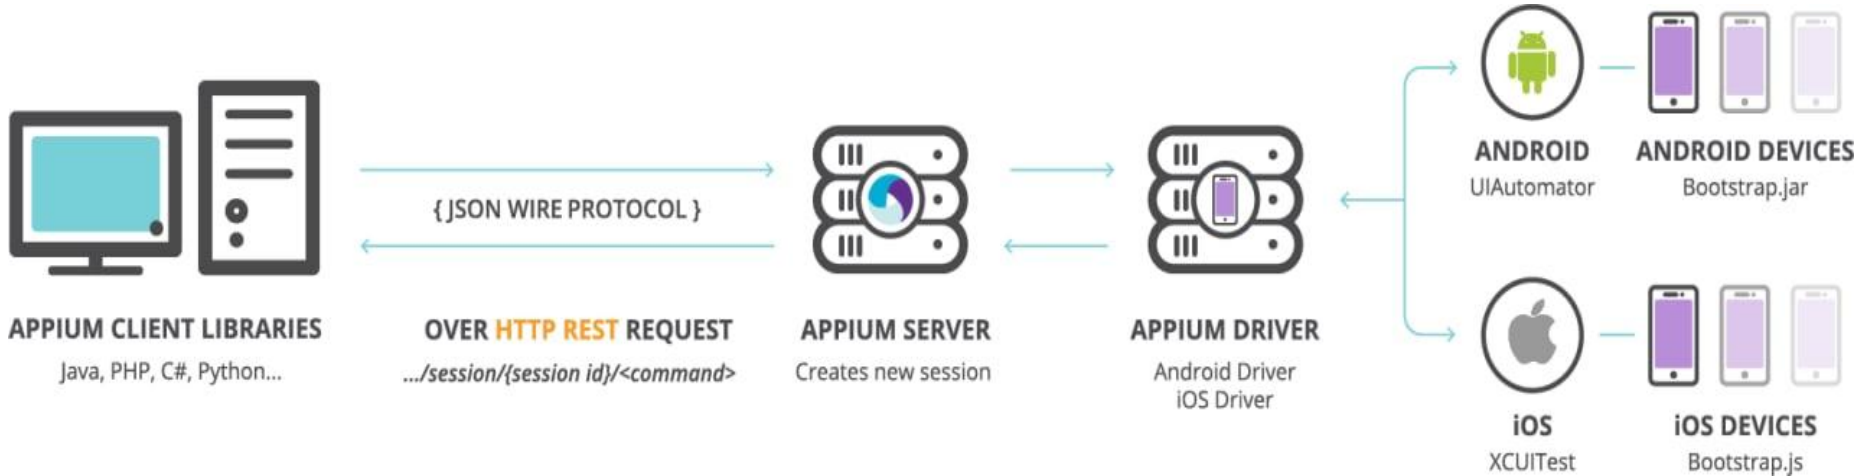 { JSON WIRE PROTOCOL }
APPIUM CLIENT LIBRARIES
Java, PHP, C#, Python...
OVER HTTP REST REQUEST
.../session/{session id}/<command>
APPIUM SERVER
Creates new session
APPIUM DRIVER
Android Driver
iOS Driver
ANDROID
UIAutomator
ANDROID DEVICES
Bootstrap.jar
iOS
XCUITest
iOS DEVICES
Bootstrap.js